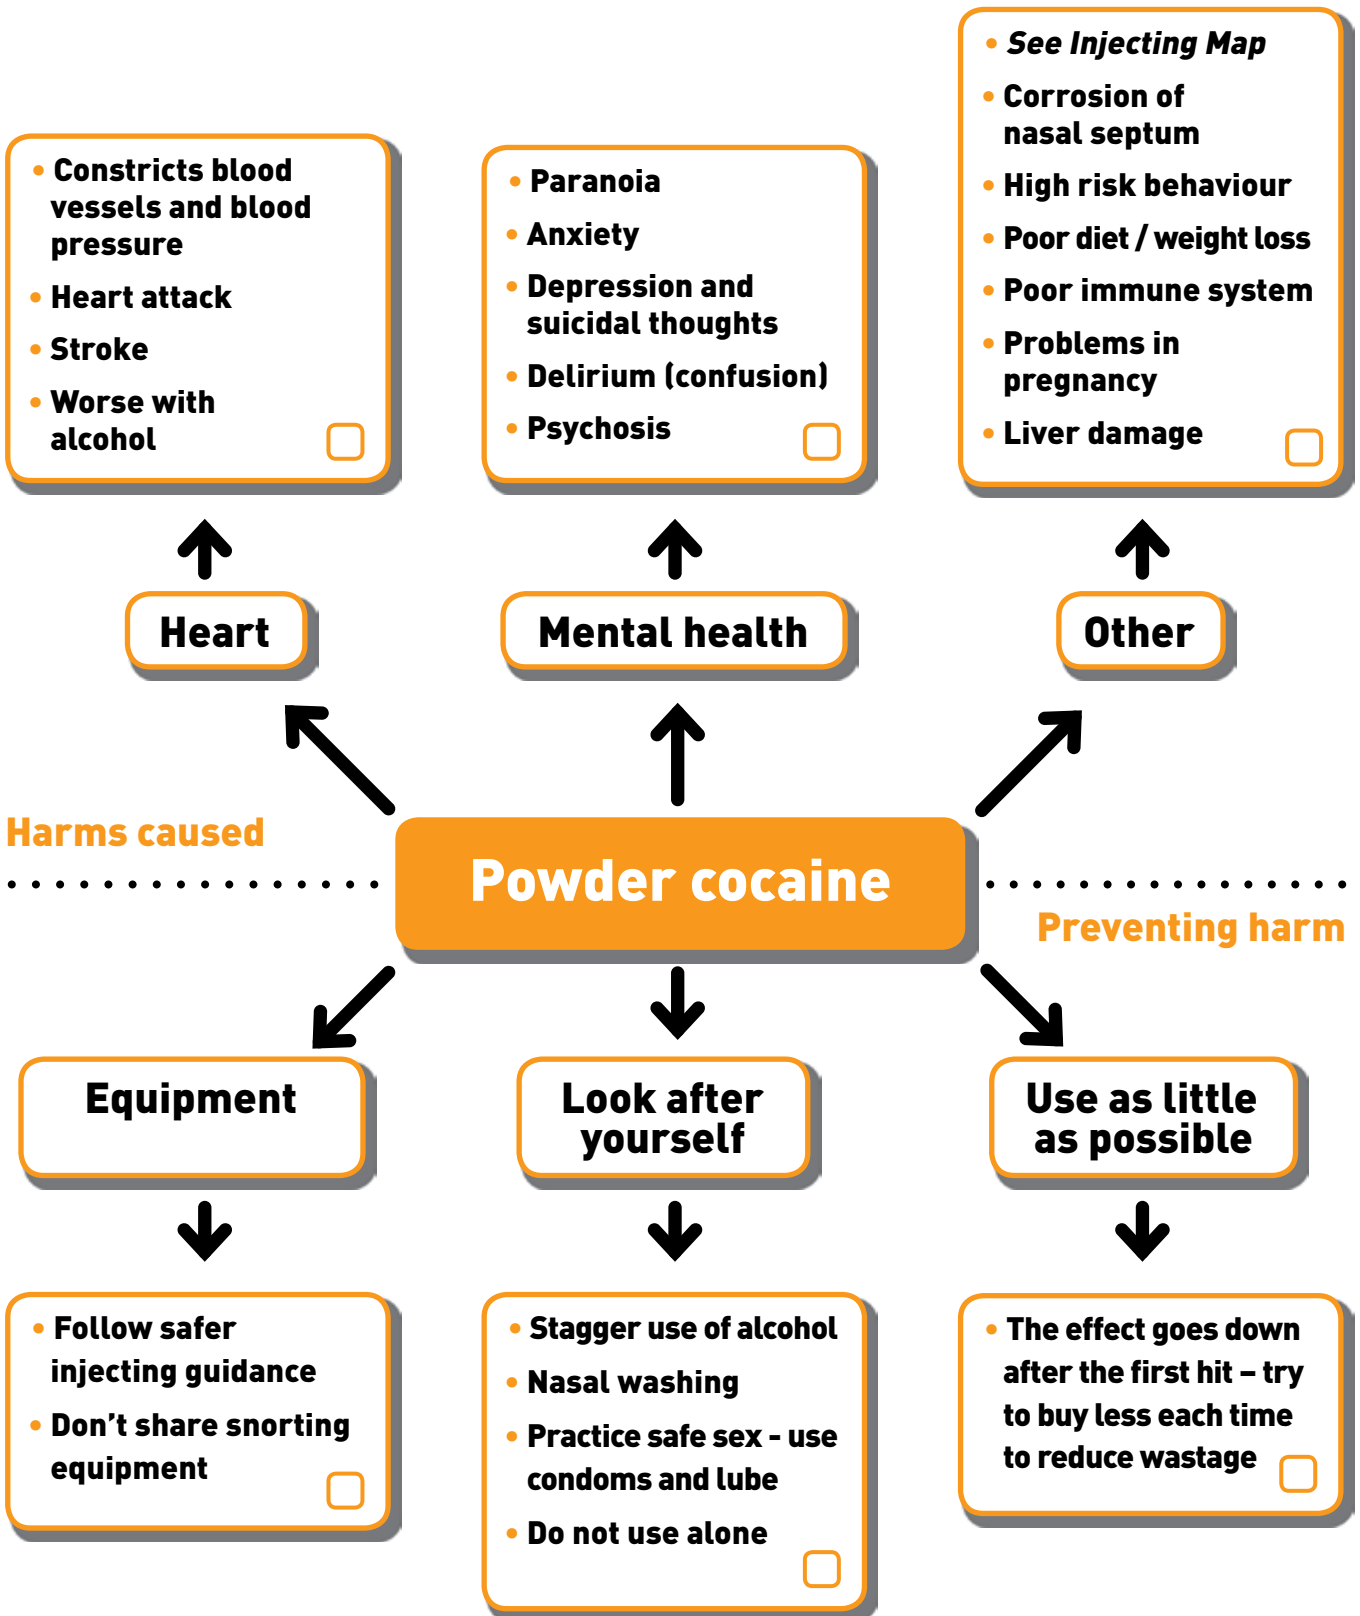 • Constricts blood
vessels and blood
pressure
• Heart attack
• Stroke
• Worse with
alcohol
• Paranoia
• Anxiety
• Depression and
suicidal thoughts
• Delirium (confusion)
• Psychosis
• See Injecting Map
• Corrosion of
nasal septum
• High risk behaviour
• Poor diet / weight loss
• Poor immune system
• Problems in
pregnancy
• Liver damage
Heart
Mental health
Other
Harms caused
Powder cocaine
Preventing harm
Equipment
Look after
yourself
Use as little
as possible
• Follow safer
injecting guidance
• Don’t share snorting
equipment
• Stagger use of alcohol
• Nasal washing
• Practice safe sex - use
condoms and lube
• Do not use alone
• The effect goes down
after the first hit – try
to buy less each time
to reduce wastage